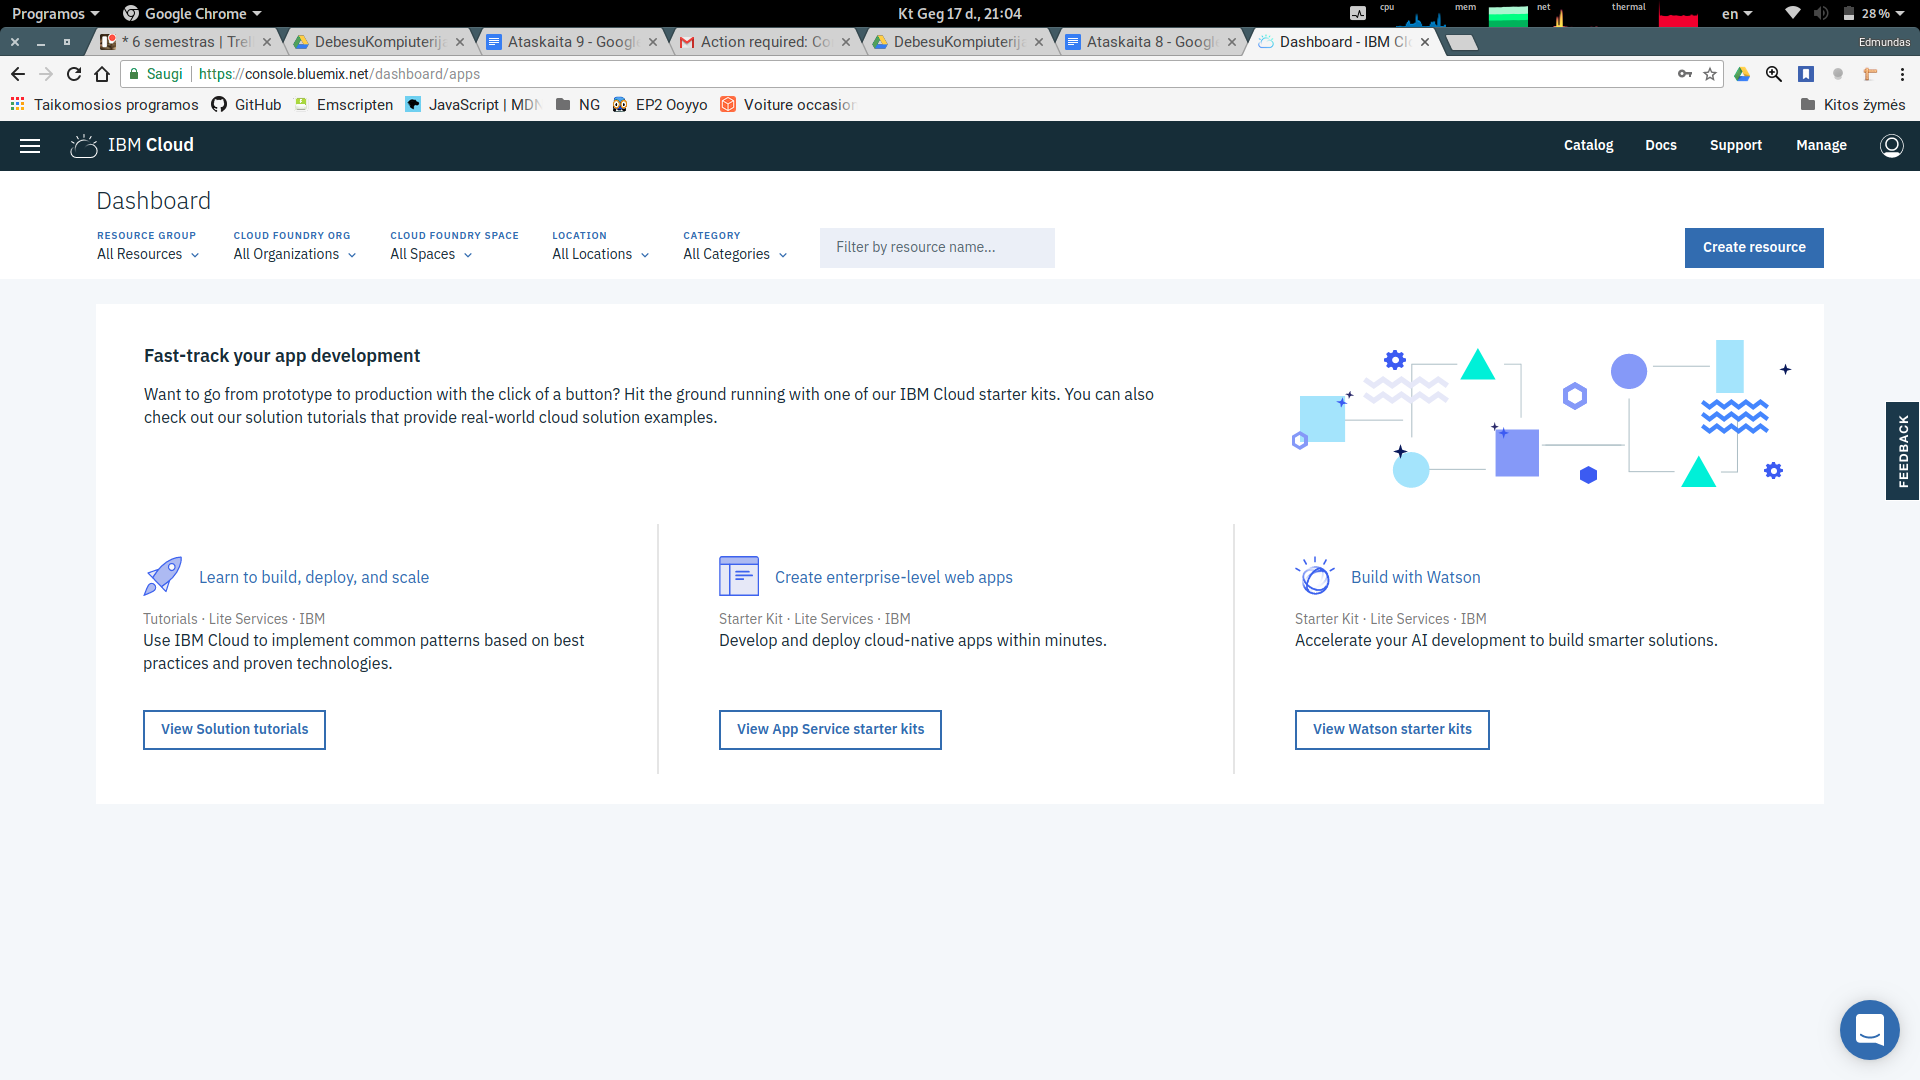 Programos Google Chrome Kt Geg 17 d., 21:04 cpu mem net thermal en 28%
* 6 semestras | Trel DebesuKompiuterij Ataskaita 9 - Googl Action required: Co DebesuKompiuterij Ataskaita 8 - Googl Dashboard - IBM Cl Edmundas
Saugi https://console.bluemix.net/dashboard/apps
Taikomosios programos GitHub Emscripten JavaScript | MDN NG EP2 Ooyyo Voiture occasion Kitos žymės
IBM Cloud Catalog Docs Support Manage
Dashboard
RESOURCE GROUP CLOUD FOUNDRY ORG CLOUD FOUNDRY SPACE LOCATION CATEGORY
All Resources All Organizations All Spaces All Locations All Categories Filter by resource name... Create resource
Fast-track your app development
Want to go from prototype to production with the click of a button? Hit the ground running with one of our IBM Cloud starter kits. You can also
check out our solution tutorials that provide real-world cloud solution examples.
FEEDBACK
Learn to build, deploy, and scale
Tutorials · Lite Services · IBM
Use IBM Cloud to implement common patterns based on best
practices and proven technologies.
View Solution tutorials
Create enterprise-level web apps
Starter Kit · Lite Services · IBM
Develop and deploy cloud-native apps within minutes.
View App Service starter kits
Build with Watson
Starter Kit · Lite Services · IBM
Accelerate your AI development to build smarter solutions.
View Watson starter kits